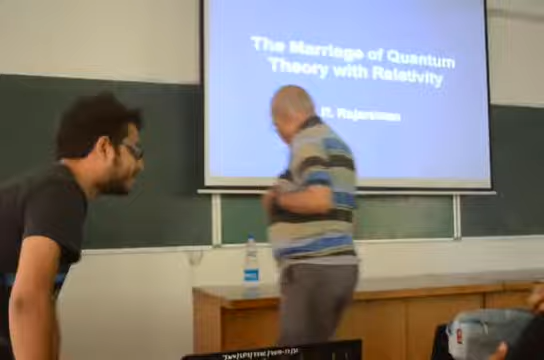 The Marriage of Quantum
Theory with Relativity
R. Rajaraman